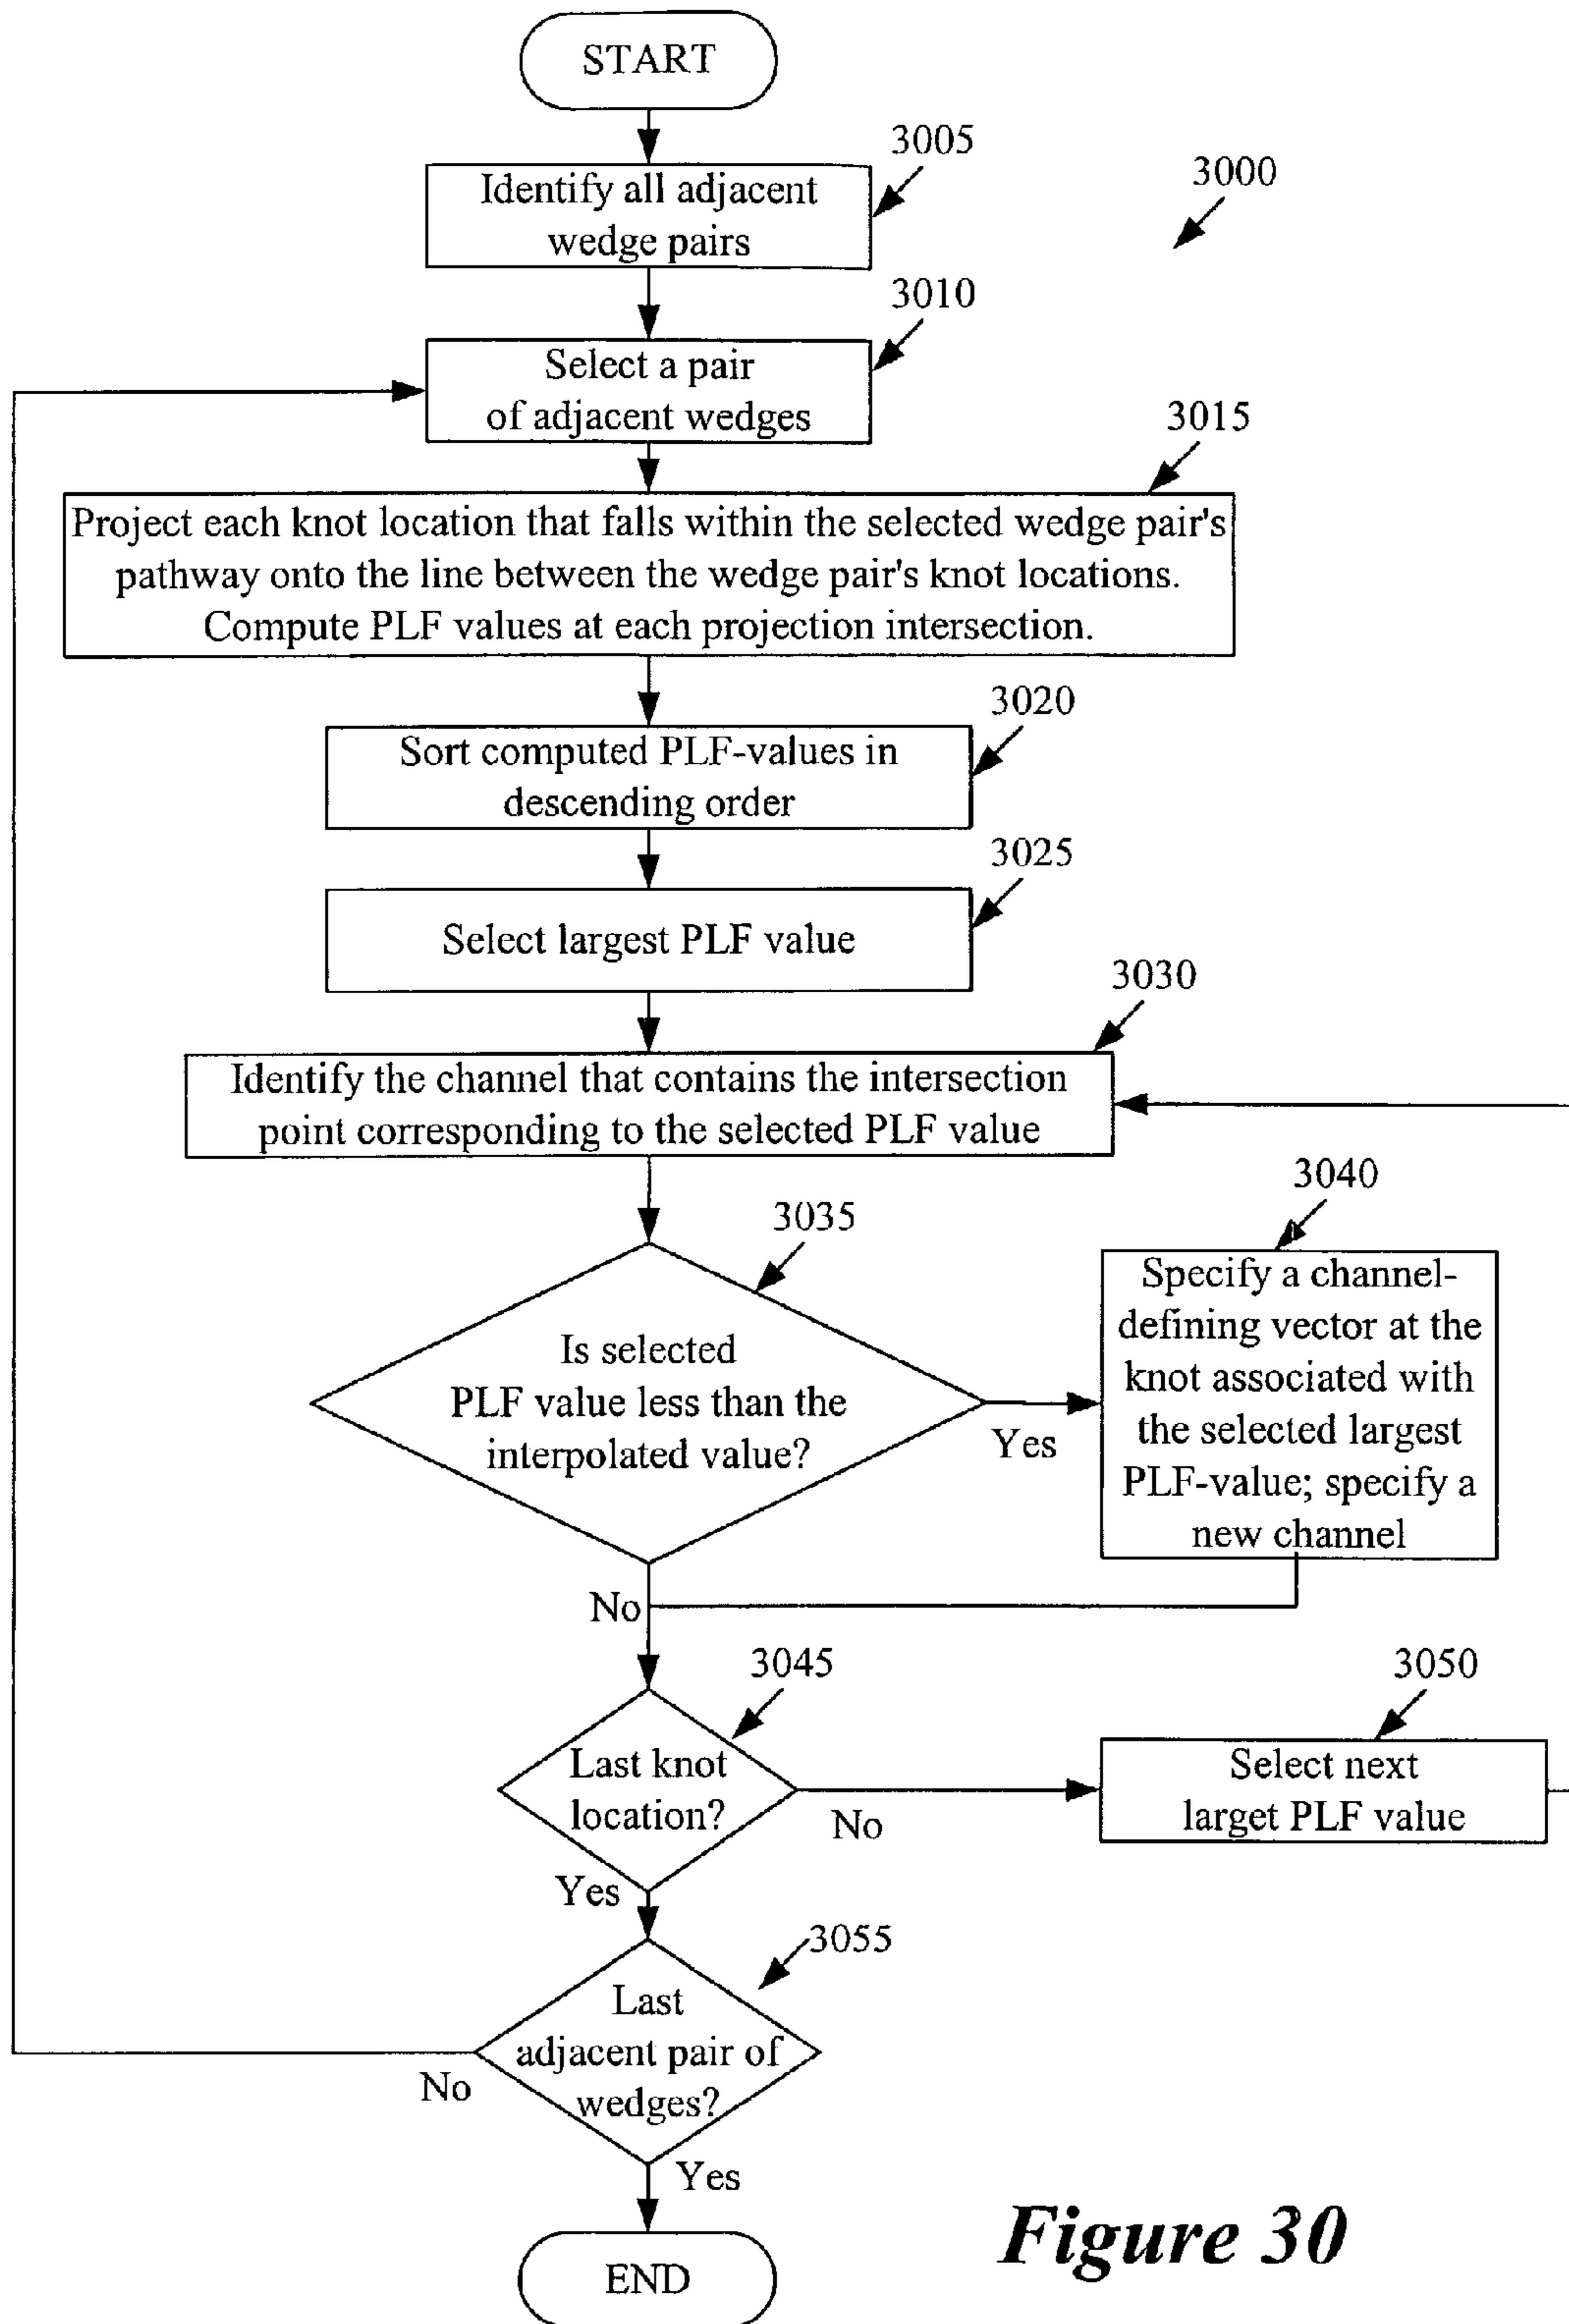 START
3005
Identify all adjacent
wedge pairs
3000
3010
Select a pair
of adjacent wedges
3015
Project each knot location that falls within the selected wedge pair's
pathway onto the line between the wedge pair's knot locations.
Compute PLF values at each projection intersection.
3020
Sort computed PLF-values in
descending order
3025
Select largest PLF value
3030
Identify the channel that contains the intersection
point corresponding to the selected PLF value
3035
Is selected
PLF value less than the
interpolated value?
Yes
3040
Specify a channel-
defining vector at the
knot associated with
the selected largest
PLF-value; specify a
new channel
No
3045
Last knot
location?
No
3050
Select next
larget PLF value
Yes
3055
Last
adjacent pair of
wedges?
No
Yes
END
Figure 30